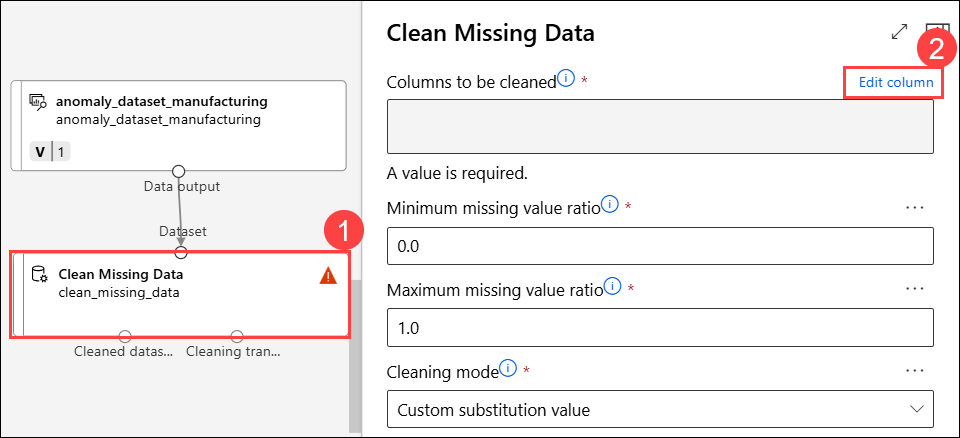 anomaly_dataset_manufacturing
anomaly_dataset_manufacturing
V 1
Data output
Dataset
1
Clean Missing Data
clean_missing_data
Cleaned datas... Cleaning tran...
Clean Missing Data
2
Columns to be cleaned i * Edit column
A value is required.
Minimum missing value ratio i * ...
0.0
Maximum missing value ratio i * ...
1.0
Cleaning mode i * ...
Custom substitution value